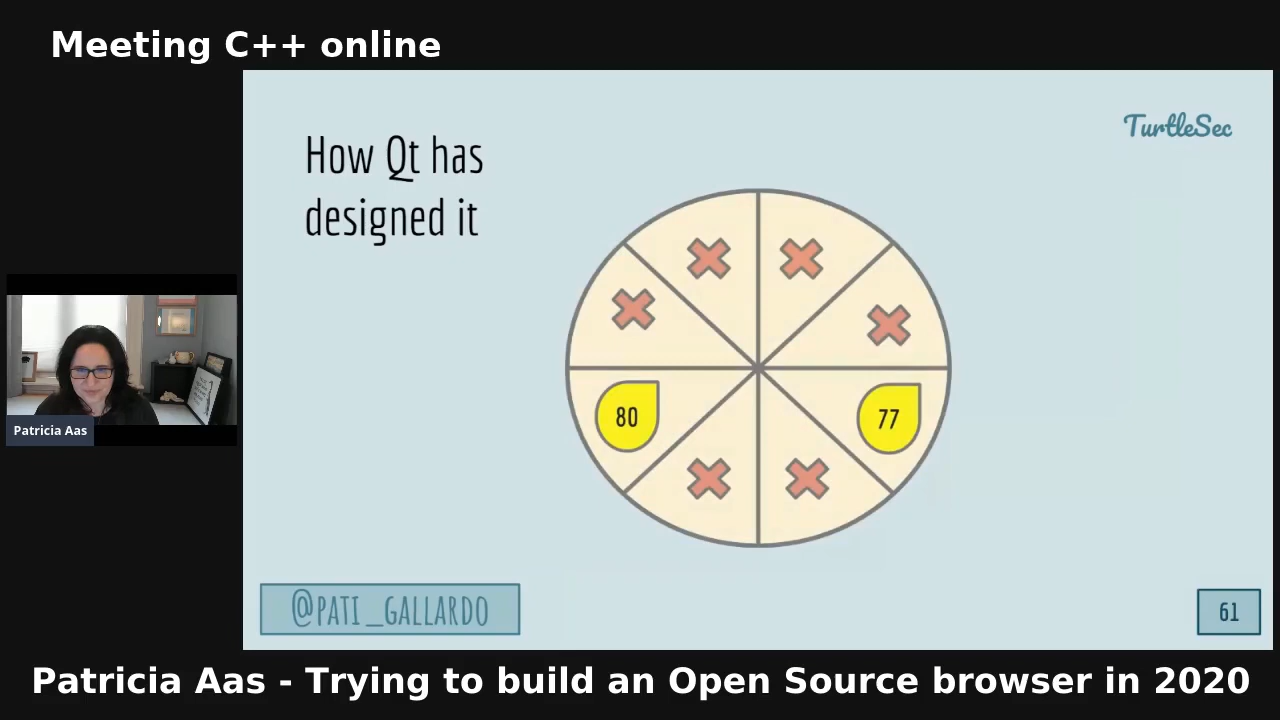 Meeting C++ online
TurtleSec
How Qt has
designed it
80
77
Patricia Aas
@PATI_GALLARDO
61
Patricia Aas - Trying to build an Open Source browser in 2020